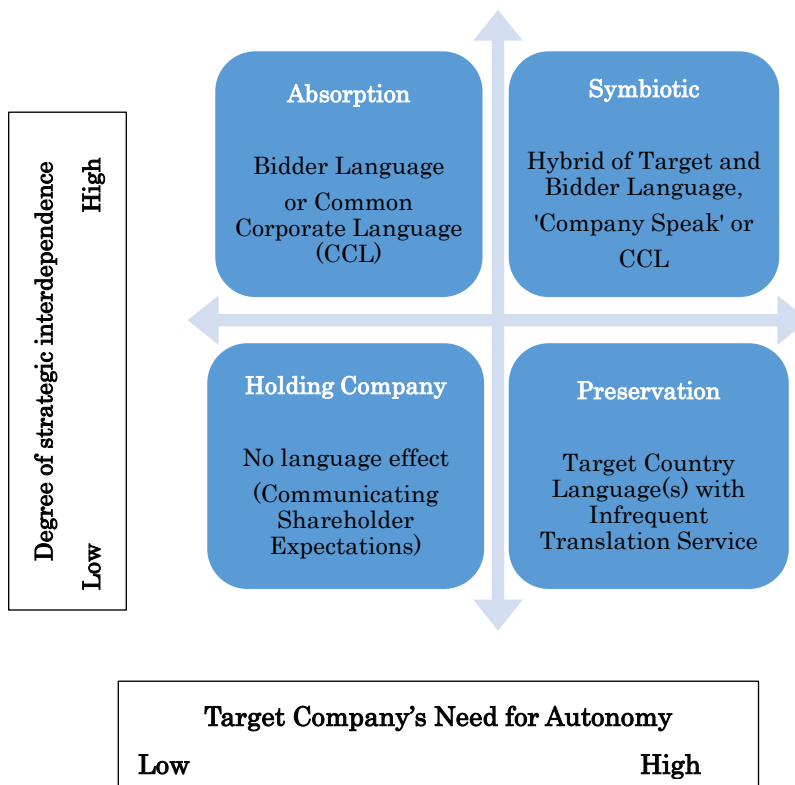 Degree of strategic interdependence
High
Low
Absorption
Bidder Language
or Common
Corporate Language
(CCL)
Symbiotic
Hybrid of Target and
Bidder Language,
'Company Speak' or
CCL
Holding Company
No language effect
(Communicating
Shareholder
Expectations)
Preservation
Target Country
Language(s) with
Infrequent
Translation Service
Target Company’s Need for Autonomy
Low
High